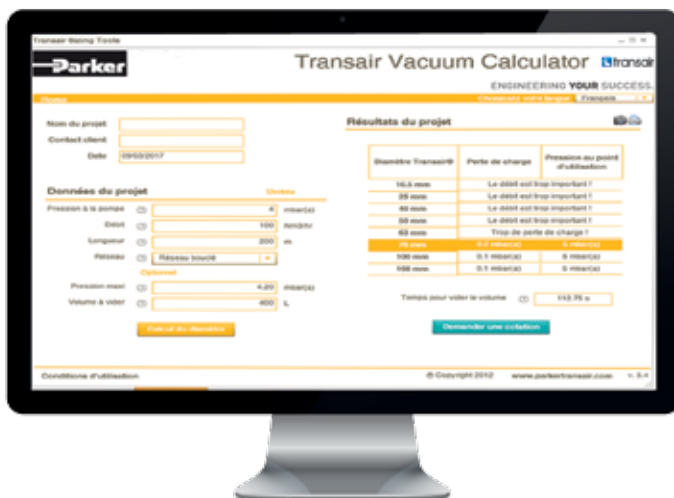 Transair Sizing Tools
Parker
Transair Vacuum Calculator transair
ENGINEERING YOUR SUCCESS.
Home
Choisissez votre langue Français
Nom du projet
Contact client
Date 09/03/2017
Données du projet
Unités
Pression à la pompe 4 mbar(a)
Débit 100 Nm3/hr
Longueur 200 m
Réseau Réseau bouclé
Optionnel
Pression maxi 4,20 mbar(a)
Volume à vider 400 L
Calcul du diamètre
Résultats du projet
Diamètre Transair® Perte de charge Pression au point d'utilisation
16,5 mm Le débit est trop important !
25 mm Le débit est trop important !
40 mm Le débit est trop important !
50 mm Le débit est trop important !
63 mm Trop de perte de charge !
76 mm 0.2 mbar(a) 5 mbar(a)
100 mm 0.1 mbar(a) 5 mbar(a)
168 mm 0.1 mbar(a) 5 mbar(a)
Temps pour vider le volume 112.75 s
Demander une cotation
Conditions d'utilisation
© Copyright 2012 www.parkertransair.com v. 5.4